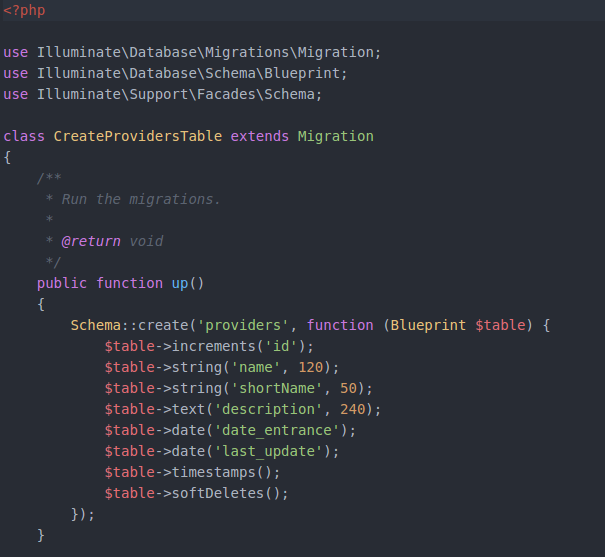 <?php
use Illuminate\Database\Migrations\Migration;
use Illuminate\Database\Schema\Blueprint;
use Illuminate\Support\Facades\Schema;
class CreateProvidersTable extends Migration
{
    /**
     * Run the migrations.
     *
     * @return void
     */
    public function up()
    {
        Schema::create('providers', function (Blueprint $table) {
            $table->increments('id');
            $table->string('name', 120);
            $table->string('shortName', 50);
            $table->text('description', 240);
            $table->date('date_entrance');
            $table->date('last_update');
            $table->timestamps();
            $table->softDeletes();
        });
    }